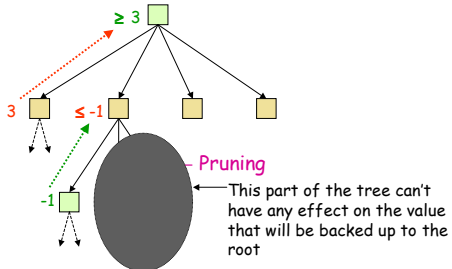 ≥ 3
3
≤ -1
Pruning
-1
This part of the tree can't
have any effect on the value
that will be backed up to the
root